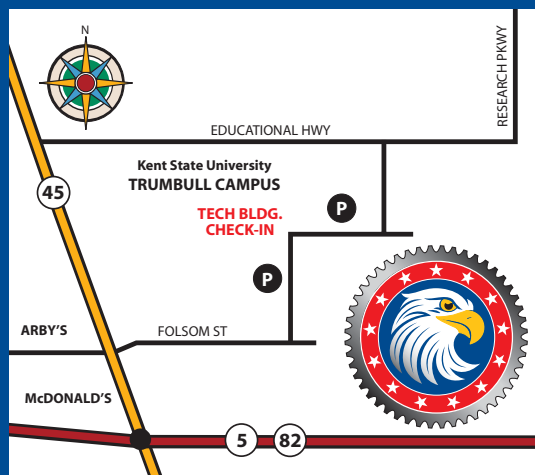 N
RESEARCH PKWY
EDUCATIONAL HWY
Kent State University
TRUMBULL CAMPUS
45
P
TECH BLDG.
CHECK-IN
P
ARBY'S
FOLSOM ST
McDONALD'S
5
82